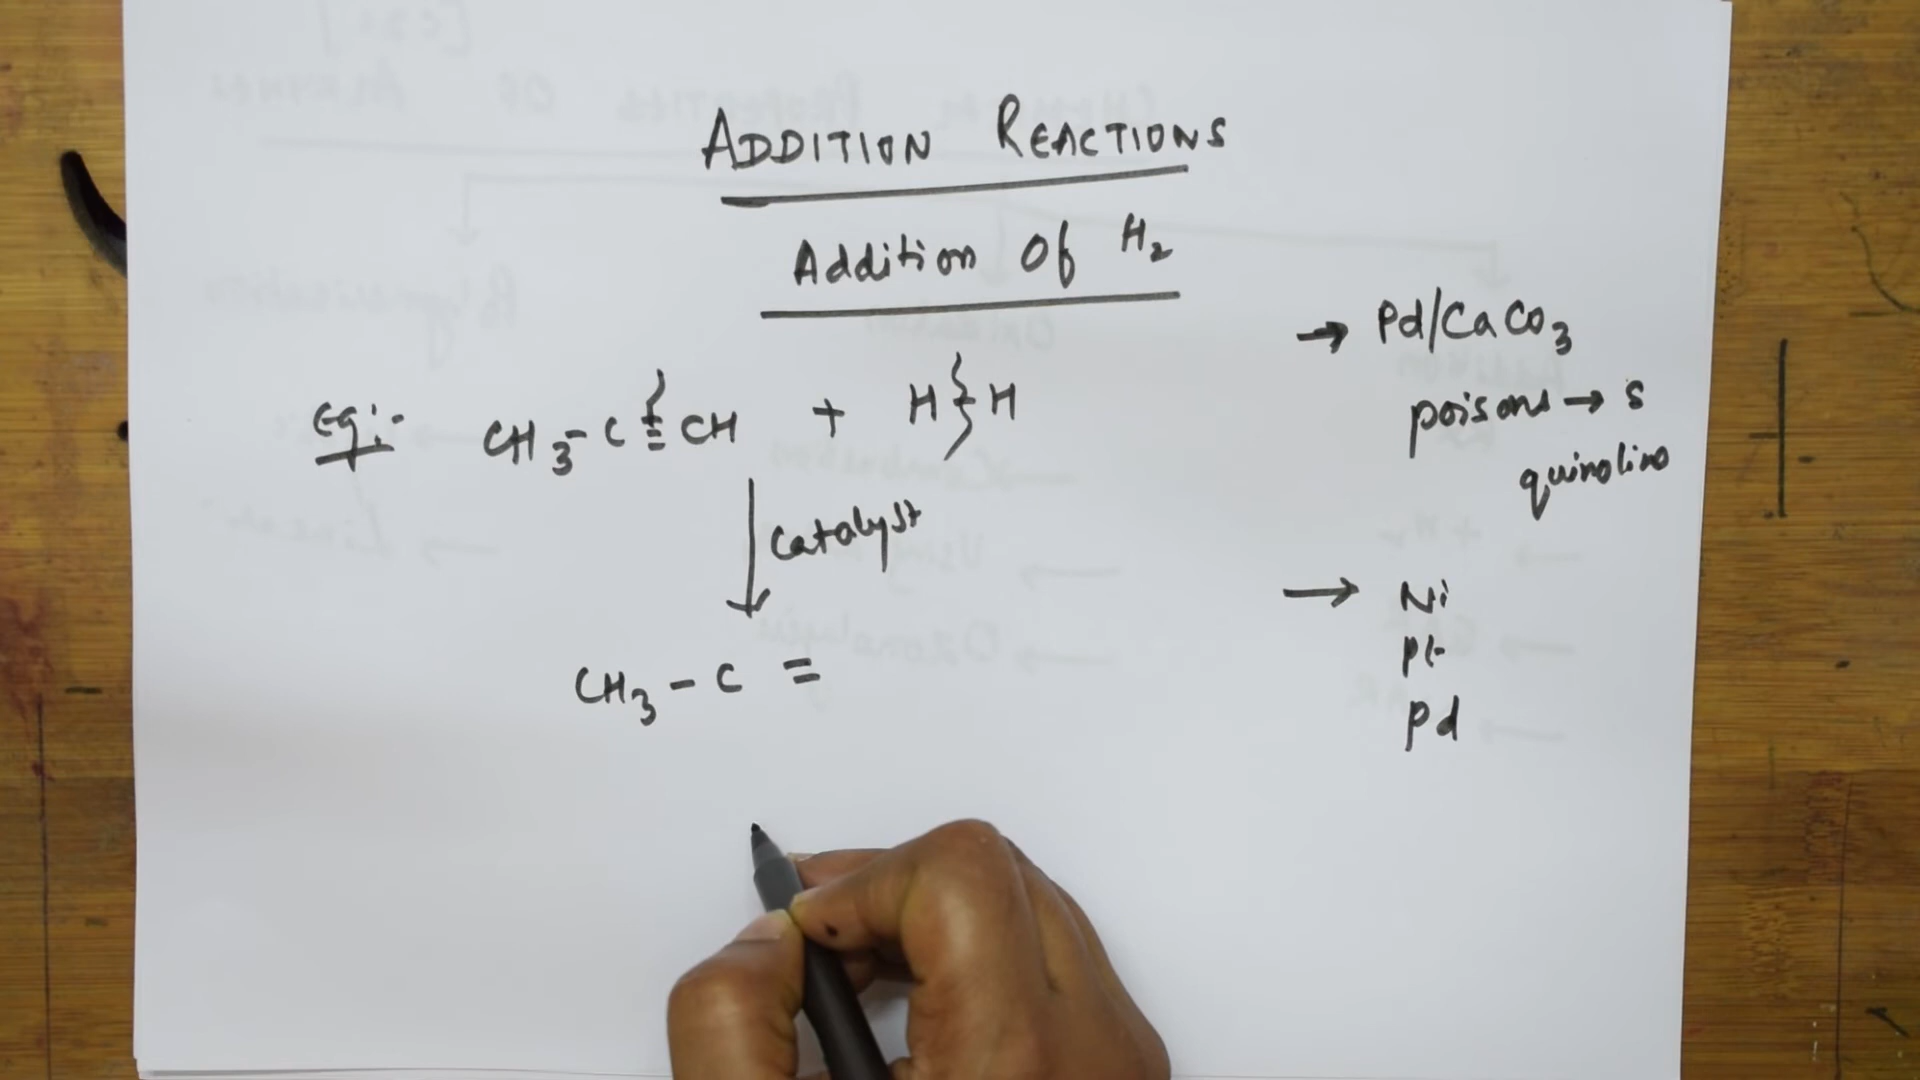 ADDITION REACTIONS
Addition Of H2
Eg:- CH3-C≡CH + H-H
Catalyst
CH3-C=
→ Pd/CaCO3
poisons → S
quinoline
→ Ni
Pt
Pd